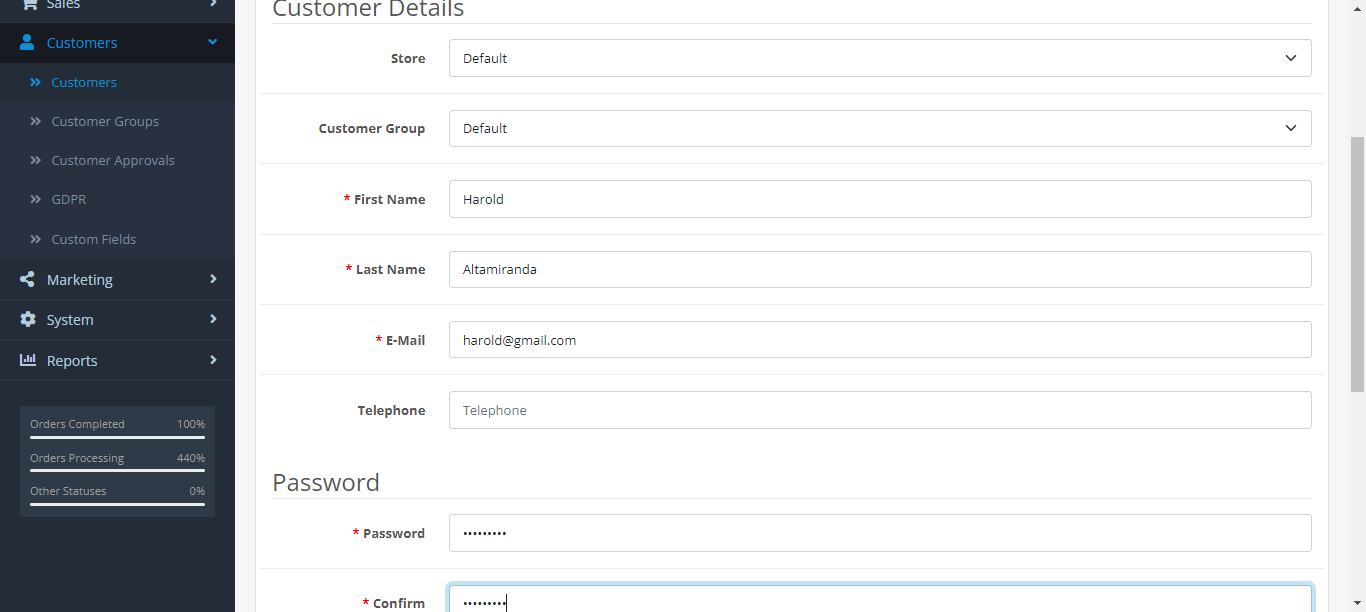 Sales
Customers
Customers
Customer Groups
Customer Approvals
GDPR
Custom Fields
Marketing
System
Reports
Orders Completed 100%
Orders Processing 440%
Other Statuses 0%
Customer Details
Store Default
Customer Group Default
* First Name Harold
* Last Name Altamiranda
* E-Mail harold@gmail.com
Telephone Telephone
Password
* Password •••••••••
* Confirm •••••••••